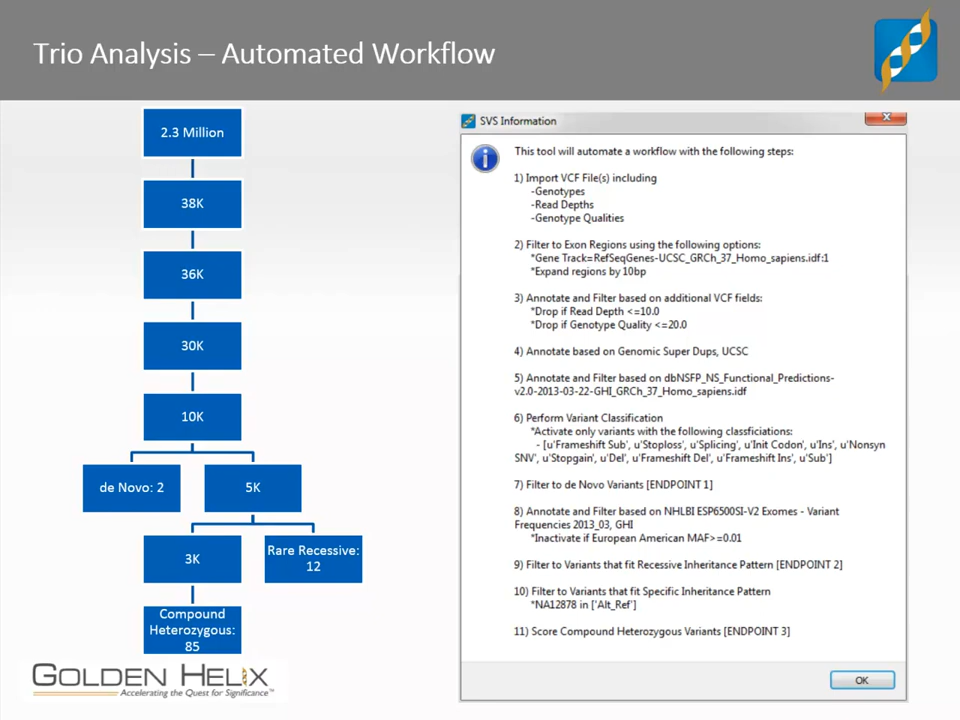 Trio Analysis – Automated Workflow
2.3 Million
38K
36K
30K
10K
de Novo: 2
5K
3K
Rare Recessive:
12
Compound
Heterozygous:
85
GOLDEN HELIX
Accelerating the Quest for Significance™
SVS Information
This tool will automate a workflow with the following steps:
1) Import VCF File(s) including
-Genotypes
-Read Depths
-Genotype Qualities
2) Filter to Exon Regions using the following options:
*Gene Track=RefSeqGenes-UCSC_GRCh_37_Homo_sapiens.idf:1
*Expand regions by 10bp
3) Annotate and Filter based on additional VCF fields:
*Drop if Read Depth <=10.0
*Drop if Genotype Quality <=20.0
4) Annotate based on Genomic Super Dups, UCSC
5) Annotate and Filter based on dbNSFP_NS_Functional_Predictions-
v2.0-2013-03-22-GHI_GRCh_37_Homo_sapiens.idf
6) Perform Variant Classification
*Activate only variants with the following classficiations:
- [u'Frameshift Sub', u'Stoploss', u'Splicing', u'Init Codon', u'Ins', u'Nonsyn
SNV', u'Stopgain', u'Del', u'Frameshift Del', u'Frameshift Ins', u'Sub']
7) Filter to de Novo Variants [ENDPOINT 1]
8) Annotate and Filter based on NHLBI ESP6500SI-V2 Exomes - Variant
Frequencies 2013_03, GHI
*Inactivate if European American MAF>=0.01
9) Filter to Variants that fit Recessive Inheritance Pattern [ENDPOINT 2]
10) Filter to Variants that fit Specific Inheritance Pattern
*NA12878 in ['Alt_Ref']
11) Score Compound Heterozygous Variants [ENDPOINT 3]
OK